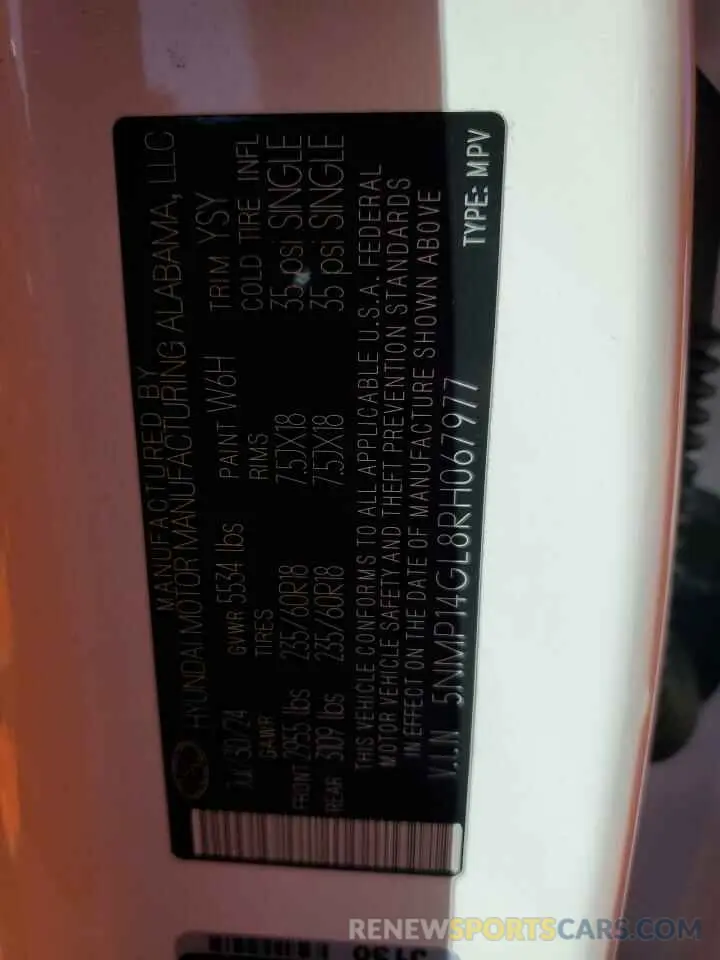 MANUFACTURED BY
HYUNDAI MOTOR MANUFACTURING ALABAMA, LLC
30/24 GVWR 5534 lbs PAINT W6H TRIM YSY
GAWR TIRES RIMS COLD TIRE INFL
FRONT 2955 lbs 235/60R18 7.5JX18 35 psi SINGLE
REAR 3109 lbs 235/60R18 7.5JX18 35 psi SINGLE
THIS VEHICLE CONFORMS TO ALL APPLICABLE U.S.A. FEDERAL
MOTOR VEHICLE SAFETY AND THEFT PREVENTION STANDARDS
IN EFFECT ON THE DATE OF MANUFACTURE SHOWN ABOVE
V.I.N 5NMP14GL8RH067977
TYPE: MPV
RENEWSPORTSCARS.COM